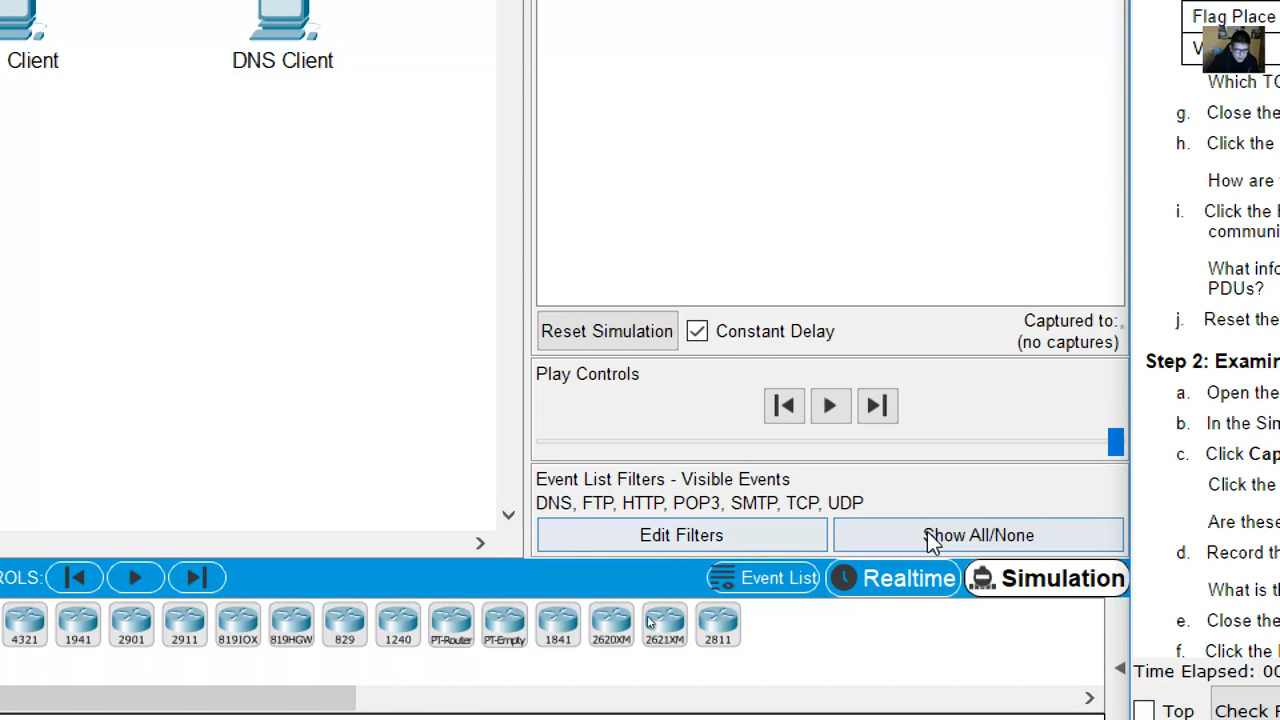 Client
DNS Client
Reset Simulation
Constant Delay
Captured to:
(no captures)
Play Controls
Event List Filters - Visible Events
DNS, FTP, HTTP, POP3, SMTP, TCP, UDP
Edit Filters
Show All/None
ROLS:
Event List
Realtime
Simulation
4321
1941
2901
2911
819IOX
819HGW
829
1240
PT-Router
PT-Empty
1841
2620XM
2621XM
2811
Flag Place
Which TC
g. Close the
h. Click the
How are
i. Click the
communi
What info
PDUs?
j. Reset the
Step 2: Examin
a. Open the
b. In the Sim
c. Click Cap
Click the
Are these
d. Record th
What is th
e. Close the
f. Click the
Time Elapsed: 00
Top
Check